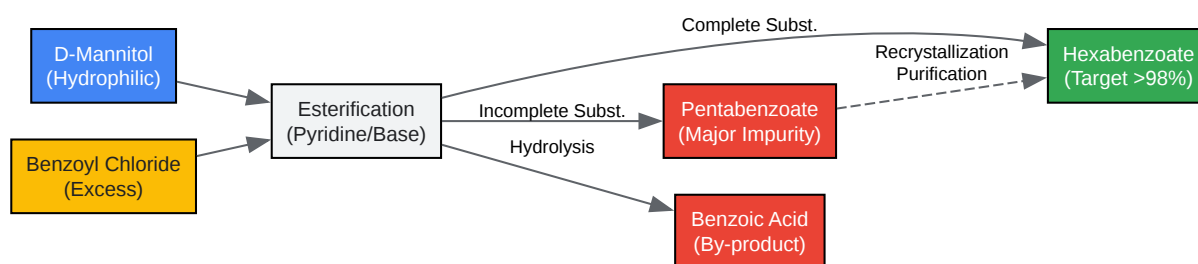 D-Mannitol
(Hydrophilic)
Benzoyl Chloride
(Excess)
Esterification
(Pyridine/Base)
Complete Subst.
Incomplete Subst.
Hydrolysis
Pentabenzoate
(Major Impurity)
Benzoic Acid
(By-product)
Recrystallization
Purification
Hexabenzoate
(Target >98%)